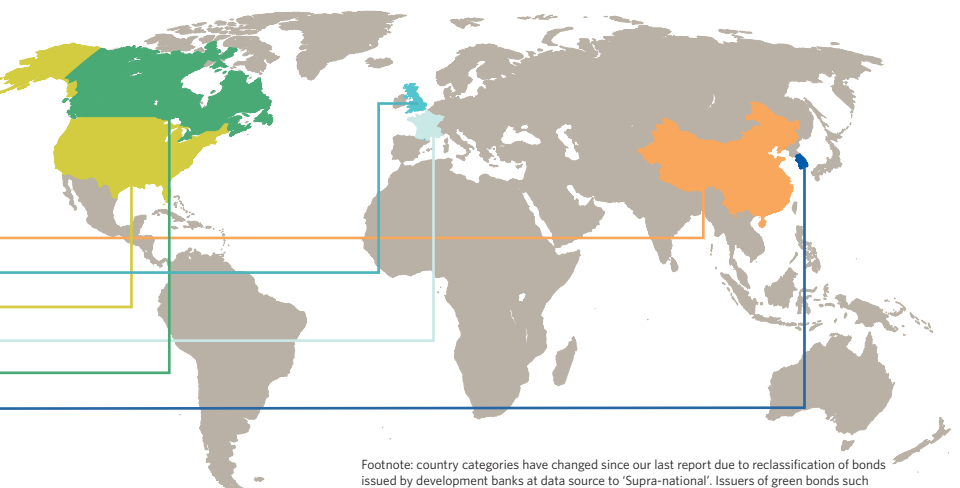 Footnote: country categories have changed since our last report due to reclassification of bonds
issued by development banks at data source to ‘Supra-national’. Issuers of green bonds such